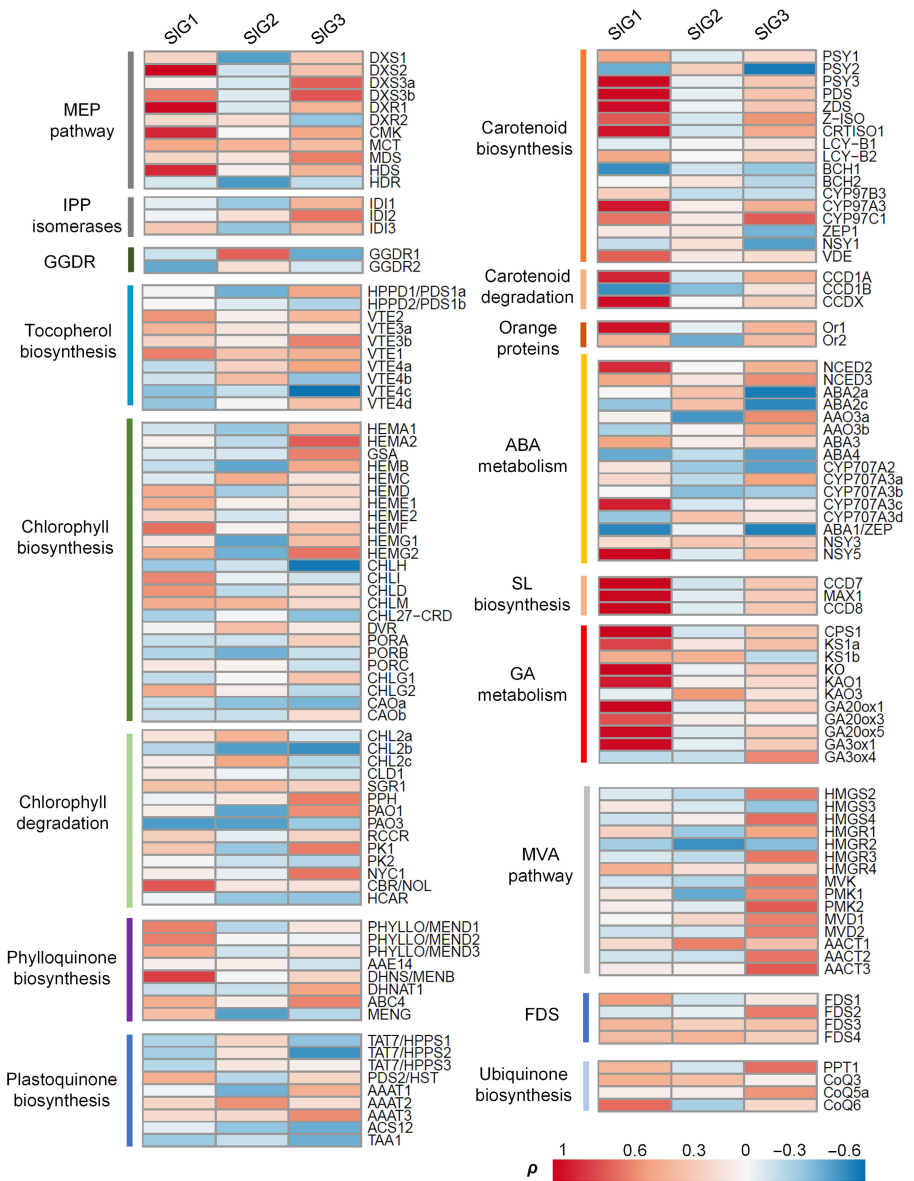 SIG1 SIG2 SIG3
MEP
pathway
DXS1
DXS2
DXS3a
DXS3b
DXR1
DXR2
CMK
MCT
MDS
HDS
HDR
IPP
isomerases
IDI1
IDI2
IDI3
GGDR
GGDR1
GGDR2
Tocopherol
biosynthesis
HPPD1/PDS1a
HPPD2/PDS1b
VTE2
VTE3a
VTE3b
VTE1
VTE4a
VTE4b
VTE4c
VTE4d
Chlorophyll
biosynthesis
HEMA1
HEMA2
GSA
HEMB
HEMC
HEMD
HEME1
HEME2
HEMF
HEMG1
HEMG2
CHLH
CHLI
CHLD
CHLM
CHL27−CRD
DVR
PORA
PORB
PORC
CHLG1
CHLG2
CAOa
CAOb
Chlorophyll
degradation
CHL2a
CHL2b
CHL2c
CLD1
SGR1
PPH
PAO1
PAO3
RCCR
PK1
PK2
NYC1
CBR/NOL
HCAR
Phylloquinone
biosynthesis
PHYLLO/MEND1
PHYLLO/MEND2
PHYLLO/MEND3
AAE14
DHNS/MENB
DHNAT1
ABC4
MENG
Plastoquinone
biosynthesis
TAT7/HPPS1
TAT7/HPPS2
TAT7/HPPS3
PDS2/HST
AAAT1
AAAT2
AAAT3
ACS12
TAA1
SIG1 SIG2 SIG3
Carotenoid
biosynthesis
PSY1
PSY2
PSY3
PDS
ZDS
Z−ISO
CRTISO1
LCY−B1
LCY−B2
BCH1
BCH2
CYP97B3
CYP97A3
CYP97C1
ZEP1
NSY1
VDE
Carotenoid
degradation
CCD1A
CCD1B
CCDX
Orange
proteins
Or1
Or2
ABA
metabolism
NCED2
NCED3
ABA2a
ABA2c
AAO3a
AAO3b
ABA3
ABA4
CYP707A2
CYP707A3a
CYP707A3b
CYP707A3c
CYP707A3d
ABA1/ZEP
NSY3
NSY5
SL
biosynthesis
CCD7
MAX1
CCD8
GA
metabolism
CPS1
KS1a
KS1b
KO
KAO1
KAO3
GA20ox1
GA20ox3
GA20ox5
GA3ox1
GA3ox4
MVA
pathway
HMGS2
HMGS3
HMGS4
HMGR1
HMGR2
HMGR3
HMGR4
MVK
PMK1
PMK2
MVD1
MVD2
AACT1
AACT2
AACT3
FDS
FDS1
FDS2
FDS3
FDS4
Ubiquinone
biosynthesis
PPT1
CoQ3
CoQ5a
CoQ6
ρ 1 0.6 0.3 0 −0.3 −0.6